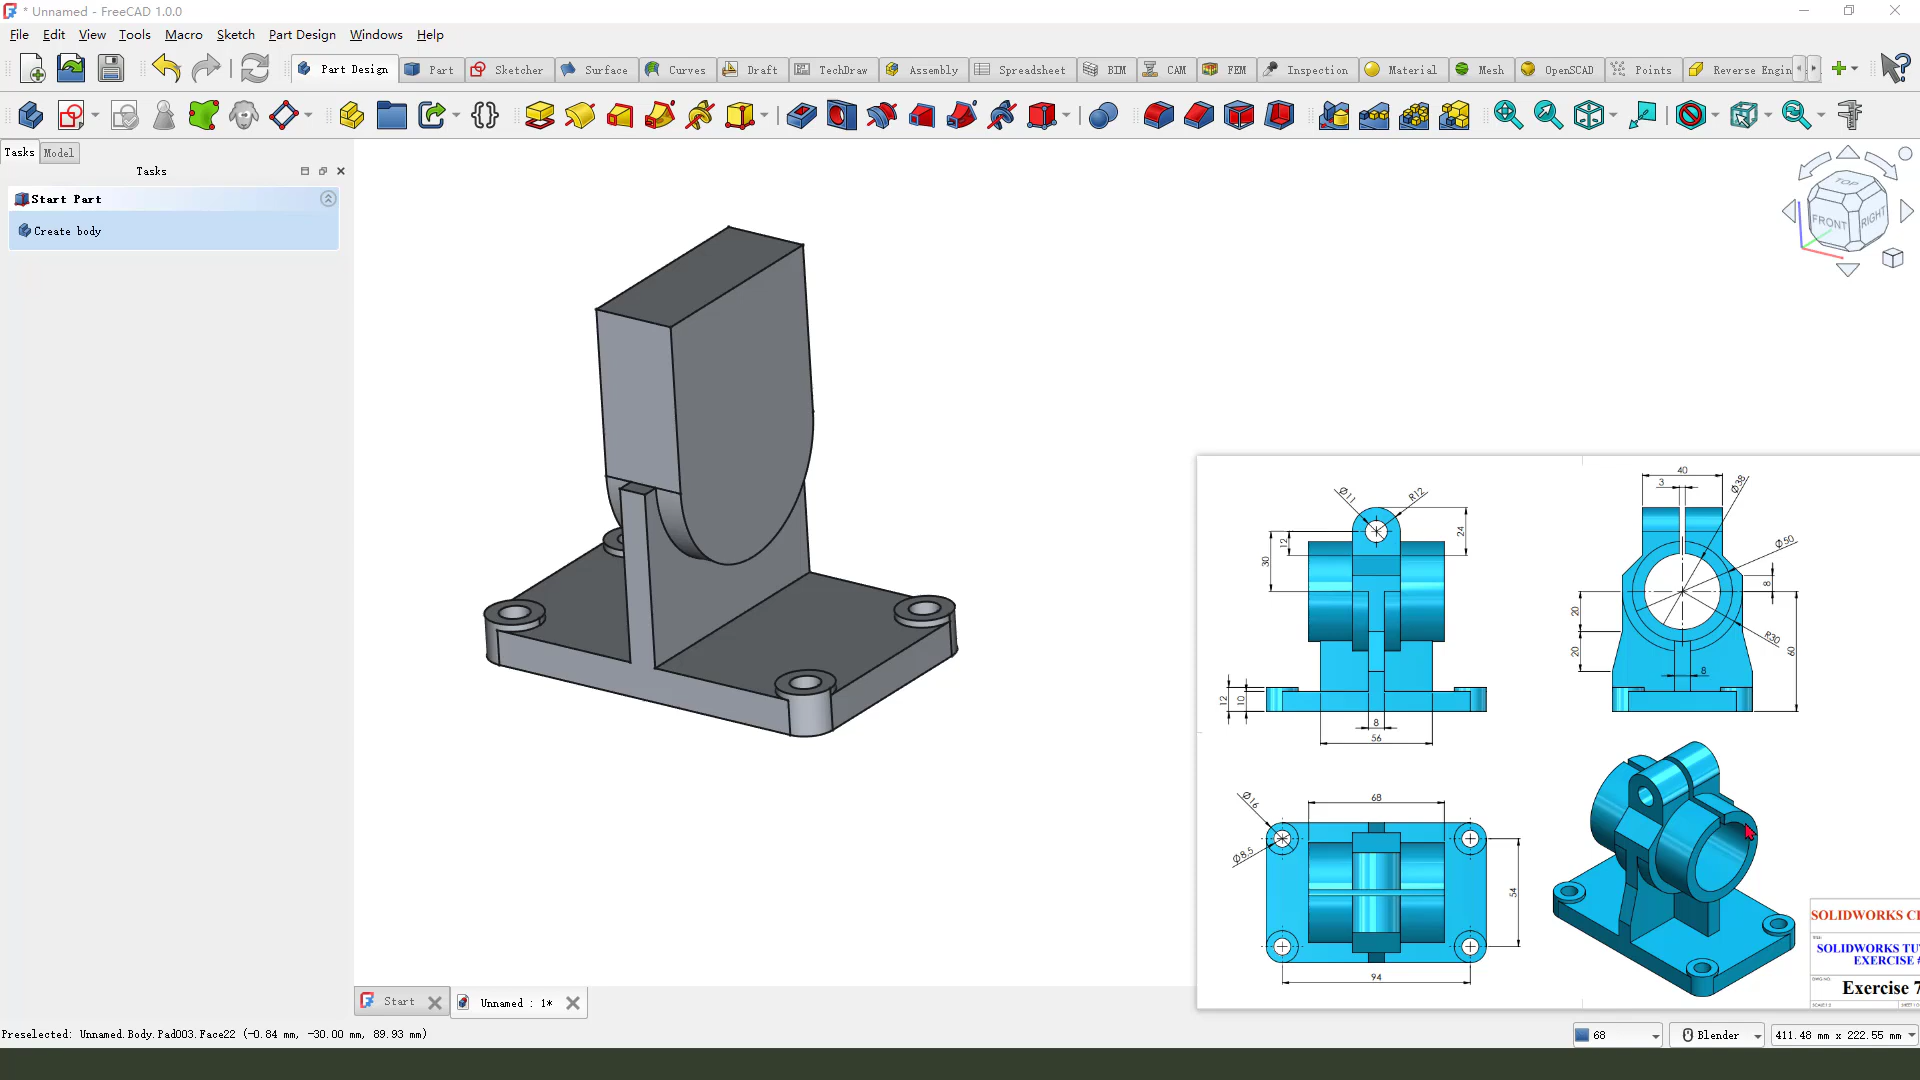 * Unnamed - FreeCAD 1.0.0
File Edit View Tools Macro Sketch Part Design Windows Help
Part Design Part Sketcher Surface Curves Draft TechDraw Assembly Spreadsheet BIM CAM FEM Inspection Material Mesh OpenSCAD Points Reverse Engin
Tasks Model
Tasks
Start Part
Create body
TOP
FRONT RIGHT
40
3
Ø38
Ø11
R12
24
12
30
Ø50
8
20
20
R30
60
8
12
10
8
56
68
Ø16
Ø8.5
54
94
SOLIDWORKS
SOLIDWORKS TU
EXERCISE
Exercise 7
Start Unnamed : 1*
Preselected: Unnamed.Body.Pad003.Face22 (-0.84 mm, -30.00 mm, 89.93 mm)
68 Blender 411.48 mm x 222.55 mm